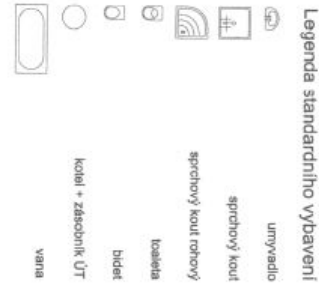 Legenda standardního vybavení
umyvadlo
sprchový kout
sprchový kout rohový
toaleta
bidet
kotel + zásobník ÚT
vana